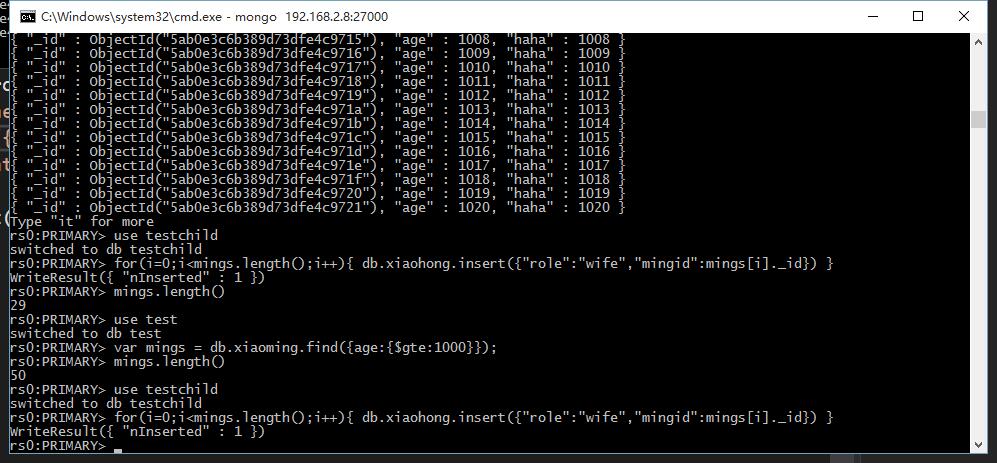 C:\Windows\system32\cmd.exe - mongo 192.168.2.8:27000
{ "_id" : ObjectId("5ab0e3c6b389d73dfe4c9715"), "age" : 1008, "haha" : 1008 }
{ "_id" : ObjectId("5ab0e3c6b389d73dfe4c9716"), "age" : 1009, "haha" : 1009 }
{ "_id" : ObjectId("5ab0e3c6b389d73dfe4c9717"), "age" : 1010, "haha" : 1010 }
{ "_id" : ObjectId("5ab0e3c6b389d73dfe4c9718"), "age" : 1011, "haha" : 1011 }
{ "_id" : ObjectId("5ab0e3c6b389d73dfe4c9719"), "age" : 1012, "haha" : 1012 }
{ "_id" : ObjectId("5ab0e3c6b389d73dfe4c971a"), "age" : 1013, "haha" : 1013 }
{ "_id" : ObjectId("5ab0e3c6b389d73dfe4c971b"), "age" : 1014, "haha" : 1014 }
{ "_id" : ObjectId("5ab0e3c6b389d73dfe4c971c"), "age" : 1015, "haha" : 1015 }
{ "_id" : ObjectId("5ab0e3c6b389d73dfe4c971d"), "age" : 1016, "haha" : 1016 }
{ "_id" : ObjectId("5ab0e3c6b389d73dfe4c971e"), "age" : 1017, "haha" : 1017 }
{ "_id" : ObjectId("5ab0e3c6b389d73dfe4c971f"), "age" : 1018, "haha" : 1018 }
{ "_id" : ObjectId("5ab0e3c6b389d73dfe4c9720"), "age" : 1019, "haha" : 1019 }
{ "_id" : ObjectId("5ab0e3c6b389d73dfe4c9721"), "age" : 1020, "haha" : 1020 }
Type "it" for more
rs0:PRIMARY> use testchild
switched to db testchild
rs0:PRIMARY> for(i=0;i<mings.length();i++){ db.xiaohong.insert({"role":"wife","mingid":mings[i]._id}) }
WriteResult({ "nInserted" : 1 })
rs0:PRIMARY> mings.length()
29
rs0:PRIMARY> use test
switched to db test
rs0:PRIMARY> var mings = db.xiaoming.find({age:{$gte:1000}});
rs0:PRIMARY> mings.length()
50
rs0:PRIMARY> use testchild
switched to db testchild
rs0:PRIMARY> for(i=0;i<mings.length();i++){ db.xiaohong.insert({"role":"wife","mingid":mings[i]._id}) }
WriteResult({ "nInserted" : 1 })
rs0:PRIMARY>